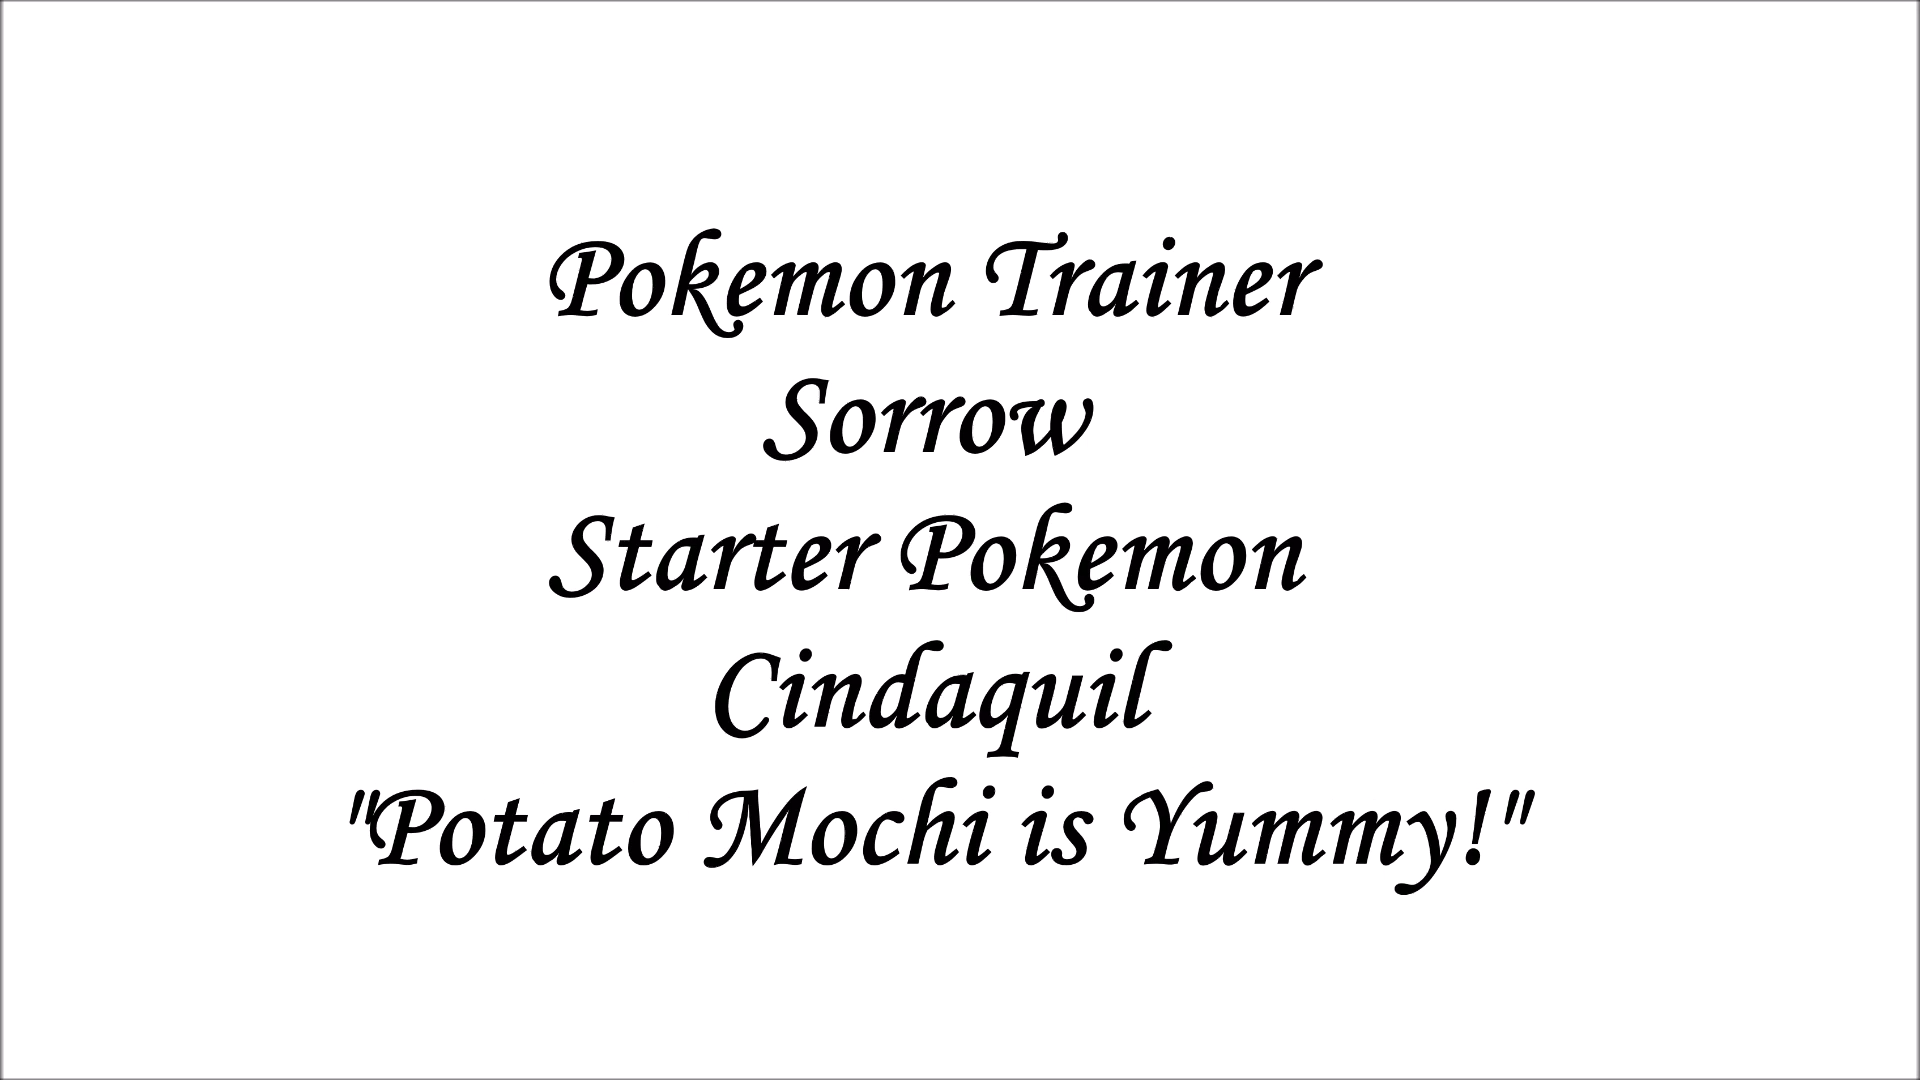 Pokemon Trainer
Sorrow
Starter Pokemon
Cindaquil
"Potato Mochi is Yummy!"